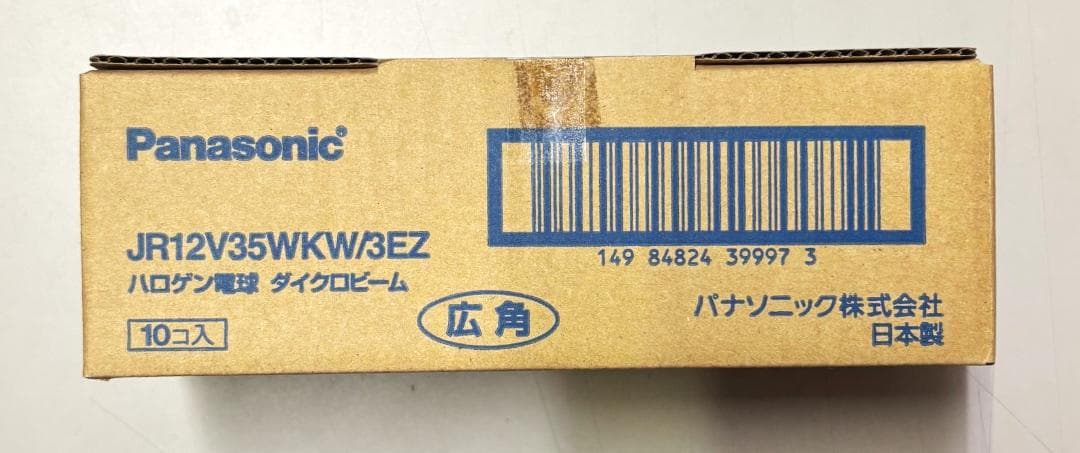 Panasonic
JR12V35WKW/3EZ
ハロゲン電球 ダイクロビーム
10コ入
広角
149 84824 39997 3
パナソニック株式会社
日本製